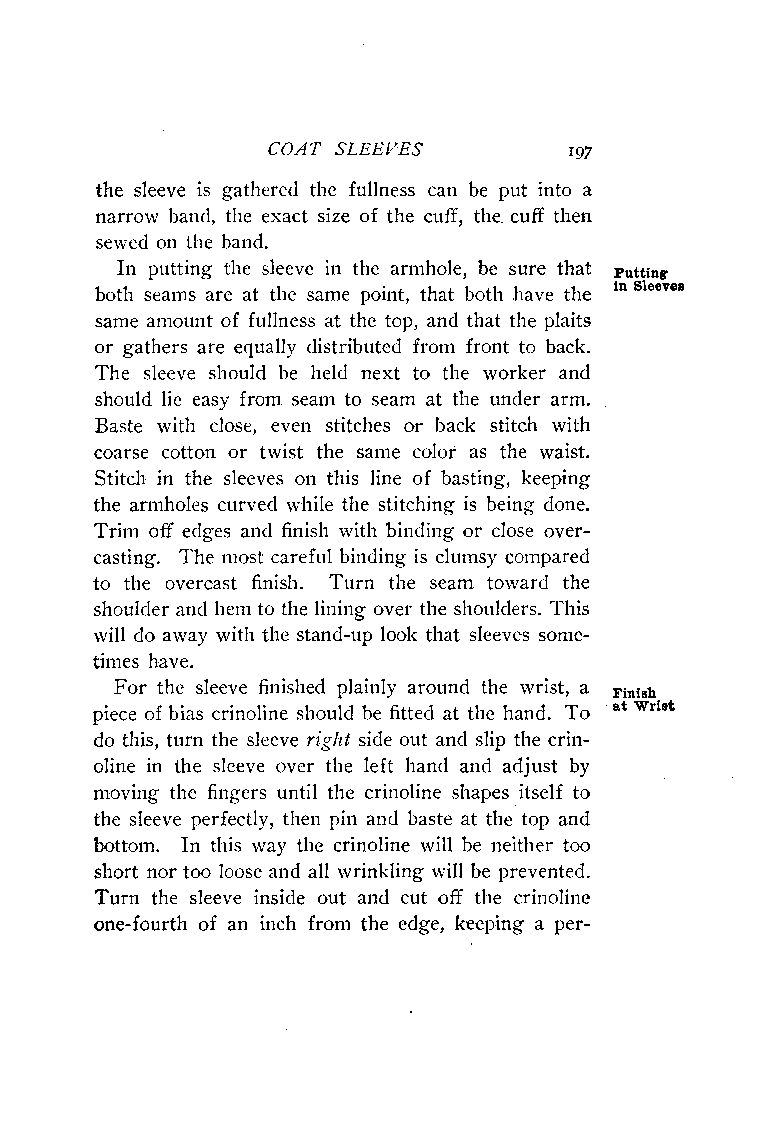 COAT SLEEVES 197
the sleeve is gathered the fullness can be put into a
narrow band, the exact size of the cuff, the cuff then
sewed on the band.
In putting the sleeve in the armhole, be sure that
Putting
in Sleeves
both seams are at the same point, that both have the
same amount of fullness at the top, and that the plaits
or gathers are equally distributed from front to back.
The sleeve should be held next to the worker and
should lie easy from seam to seam at the under arm.
Baste with close, even stitches or back stitch with
coarse cotton or twist the same color as the waist.
Stitch in the sleeves on this line of basting, keeping
the armholes curved while the stitching is being done.
Trim off edges and finish with binding or close over-
casting. The most careful binding is clumsy compared
to the overcast finish. Turn the seam toward the
shoulder and hem to the lining over the shoulders. This
will do away with the stand-up look that sleeves some-
times have.
For the sleeve finished plainly around the wrist, a
Finish
at Wrist
piece of bias crinoline should be fitted at the hand. To
do this, turn the sleeve right side out and slip the crin-
oline in the sleeve over the left hand and adjust by
moving the fingers until the crinoline shapes itself to
the sleeve perfectly, then pin and baste at the top and
bottom. In this way the crinoline will be neither too
short nor too loose and all wrinkling will be prevented.
Turn the sleeve inside out and cut off the crinoline
one-fourth of an inch from the edge, keeping a per-